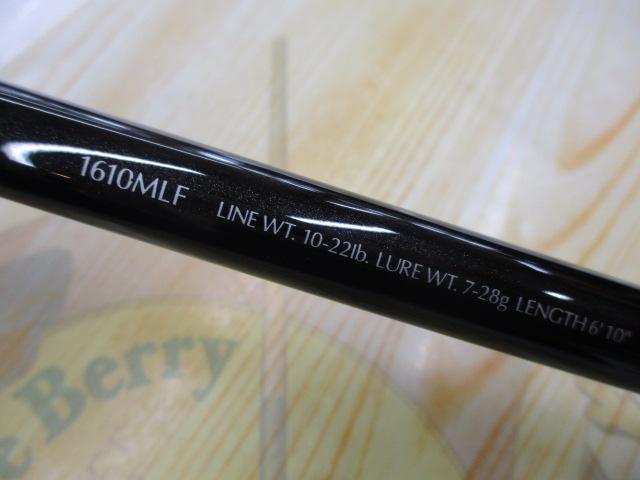 1610MLF LINE WT. 10-22lb. LURE WT. 7-28g LENGTH 6'10"
Berry